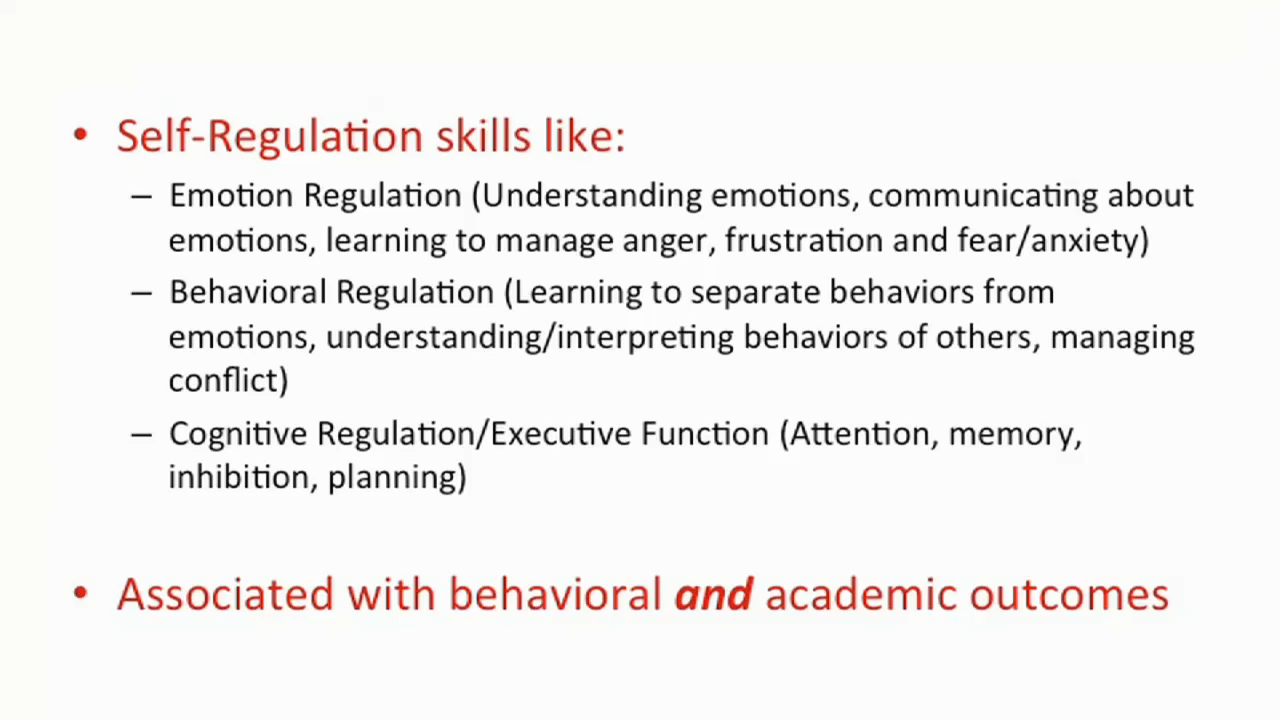 • Self-Regulation skills like:
– Emotion Regulation (Understanding emotions, communicating about
emotions, learning to manage anger, frustration and fear/anxiety)
– Behavioral Regulation (Learning to separate behaviors from
emotions, understanding/interpreting behaviors of others, managing
conflict)
– Cognitive Regulation/Executive Function (Attention, memory,
inhibition, planning)
• Associated with behavioral and academic outcomes